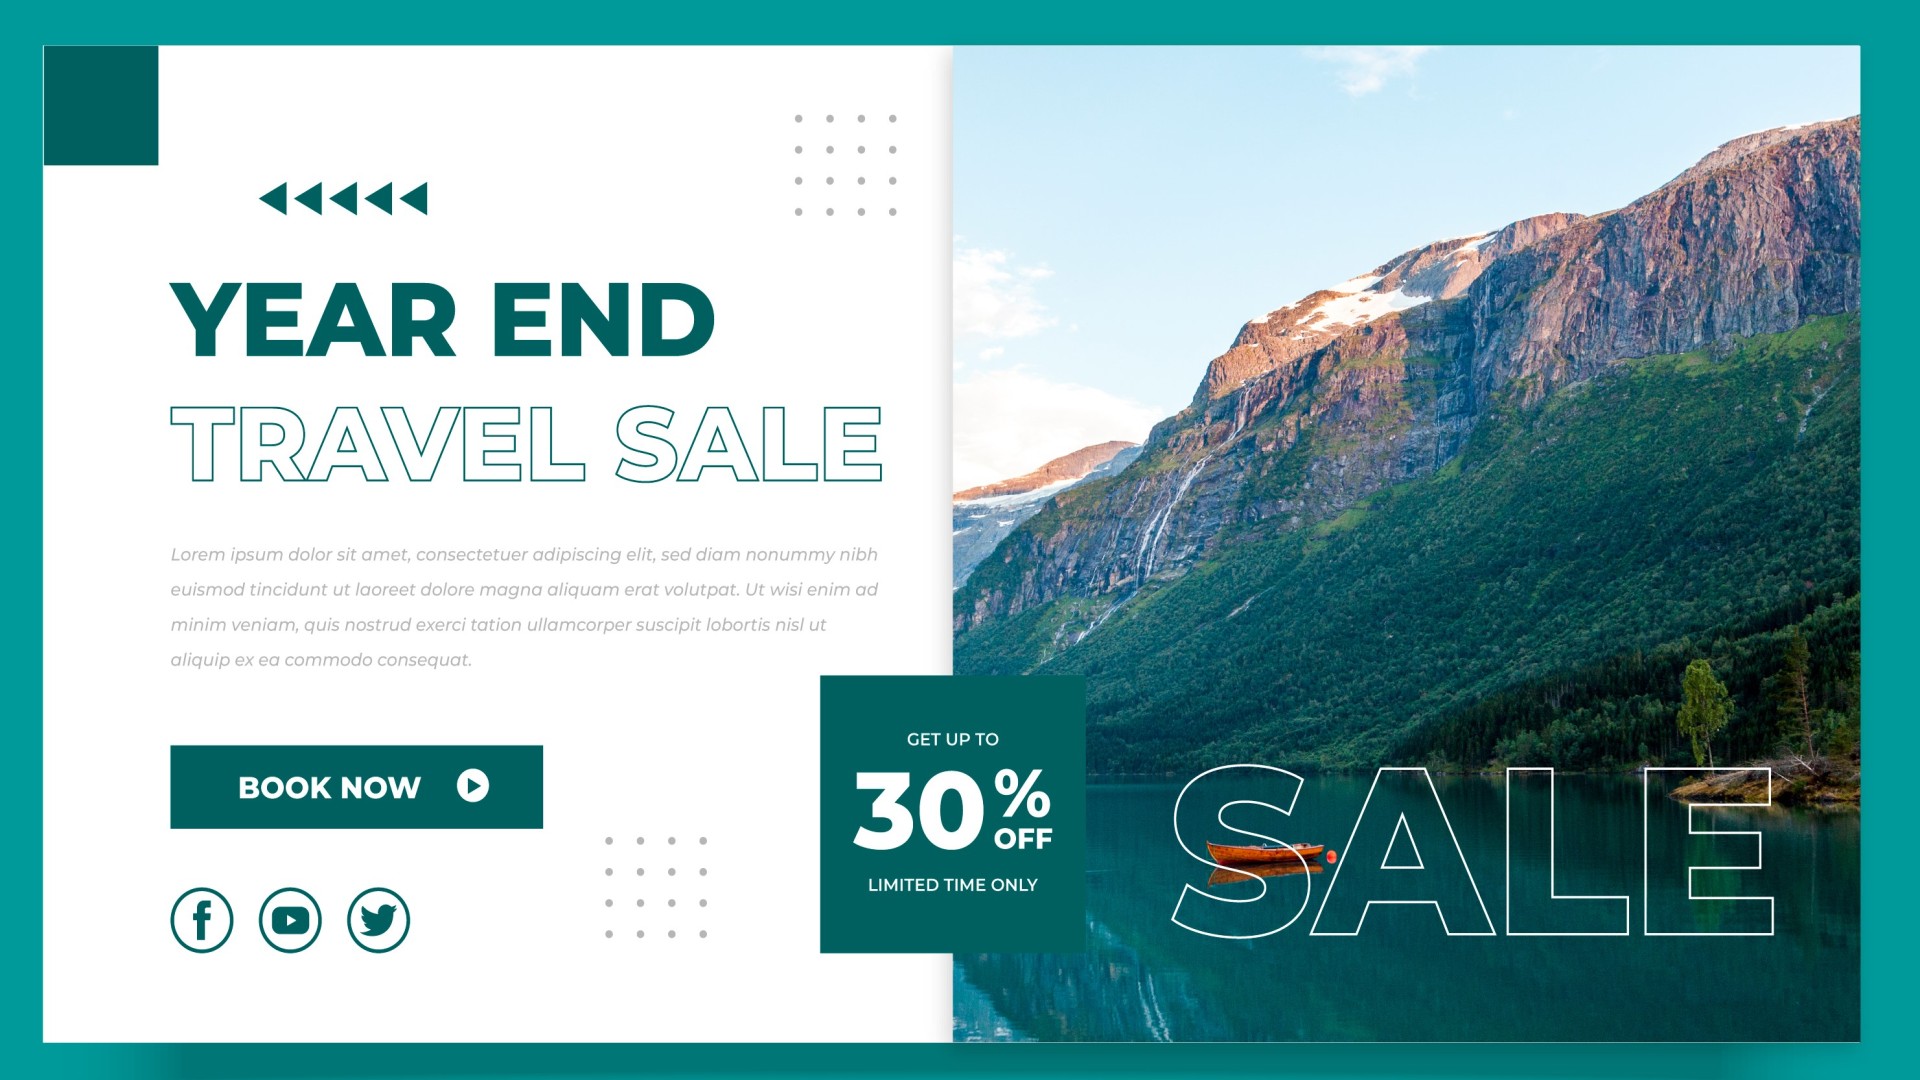 YEAR END
TRAVEL SALE
Lorem ipsum dolor sit amet, consectetuer adipiscing elit, sed diam nonummy nibh
euismod tincidunt ut laoreet dolore magna aliquam erat volutpat. Ut wisi enim ad
minim veniam, quis nostrud exerci tation ullamcorper suscipit lobortis nisl ut
aliquip ex ea commodo consequat.
BOOK NOW
GET UP TO
30% OFF
LIMITED TIME ONLY
SALE